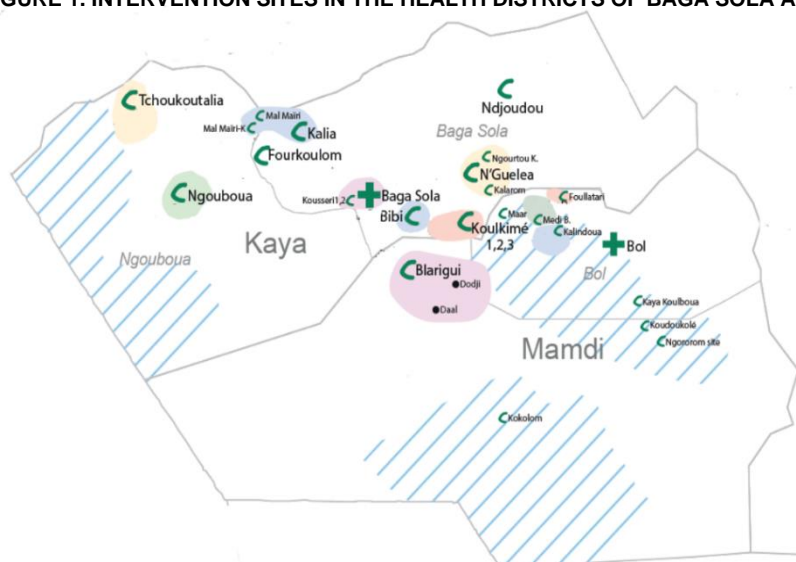 GURE 1. INTERVENTION SITES IN THE HEALTH DISTRICTS OF BAGA SOLA A
Tchoukoutalia
Mal Mairi
Mal Mairi-K
Kalia
Fourkoulom
Ndjoudou
Baga Sola
Ngourtou K.
N'Guelea
Kalarom
Ngouboua
Kousseri1,2
Baga Sola
Bibi
Foullatari
Maar
Medi B.
Kalindoua
Koulkimé
1,2,3
Bol
Kaya
Ngouboua
Blarigui
Dodji
Daal
Bol
Kaya Koulboua
Koudoukole
Ngororom site
Mamdi
Kokolom